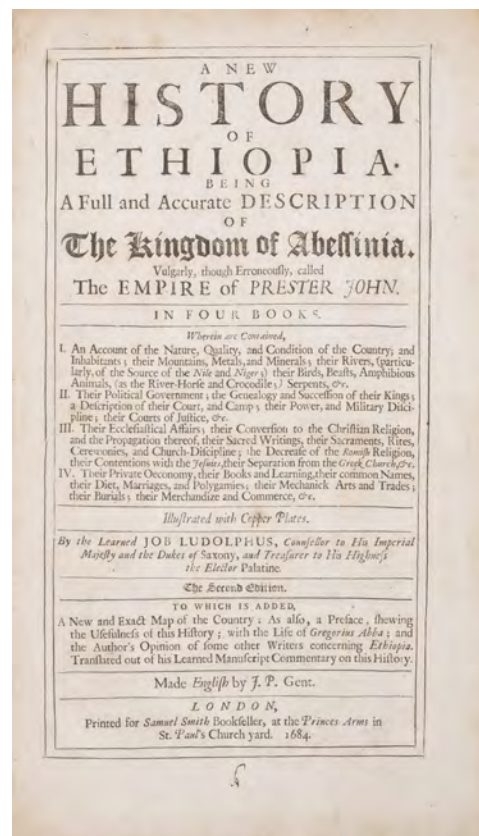 A NEW
HISTORY
OF
ETHIOPIA.
BEING
A Full and Accurate DESCRIPTION
OF
The Kingdom of Abeſſinia.
Vulgarly, though Erroneouſly, called
The EMPIRE of PRESTER JOHN.
IN FOUR BOOKS.
Wherein are Contained,
I. An Account of the Nature, Quality, and Condition of the Country; and
Inhabitants; their Mountains, Metals, and Minerals; their Rivers, (particu-
larly, of the Source of the Nile and Niger;) their Birds, Beaſts, Amphibious
Animals, (as the River-Horſe and Crocodile;) Serpents, &c.
II. Their Political Government; the Genealogy and Succeſſion of their Kings;
a Deſcription of their Court, and Camp; their Power, and Military Diſci-
pline; their Courts of Juſtice, &c.
III. Their Eccleſiaſtical Affairs; their Converſion to the Chriſtian Religion,
and the Propagation thereof, their Sacred Writings, their Sacraments, Rites,
Ceremonies, and Church-Diſcipline; the Decreaſe of the Romiſh Religion,
their Contentions with the Jeſuites, their Separation from the Greek Church, &c.
IV. Their Private Oeconomy, their Books and Learning, their common Names,
their Diet, Marriages, and Polygamies; their Mechanick Arts and Trades;
their Burials; their Merchandize and Commerce, &c.
Illuſtrated with Copper Plates.
By the Learned JOB LUDOLPHUS, Counſellor to His Imperial
Majeſty and the Dukes of Saxony, and Treaſurer to His Highneſs
the Elector Palatine.
The Second Edition.
TO WHICH IS ADDED,
A New and Exact Map of the Country: As alſo, a Preface, ſhewing
the Uſefulneſs of this Hiſtory; with the Life of Gregorius Abba; and
the Author's Opinion of ſome other Writers concerning Ethiopia.
Tranſlated out of his Learned Manuſcript Commentary on this Hiſtory.
Made Engliſh by J. P. Gent.
LONDON,
Printed for Samuel Smith Bookſeller, at the Princes Arms in
St. Paul's Church yard. 1684.